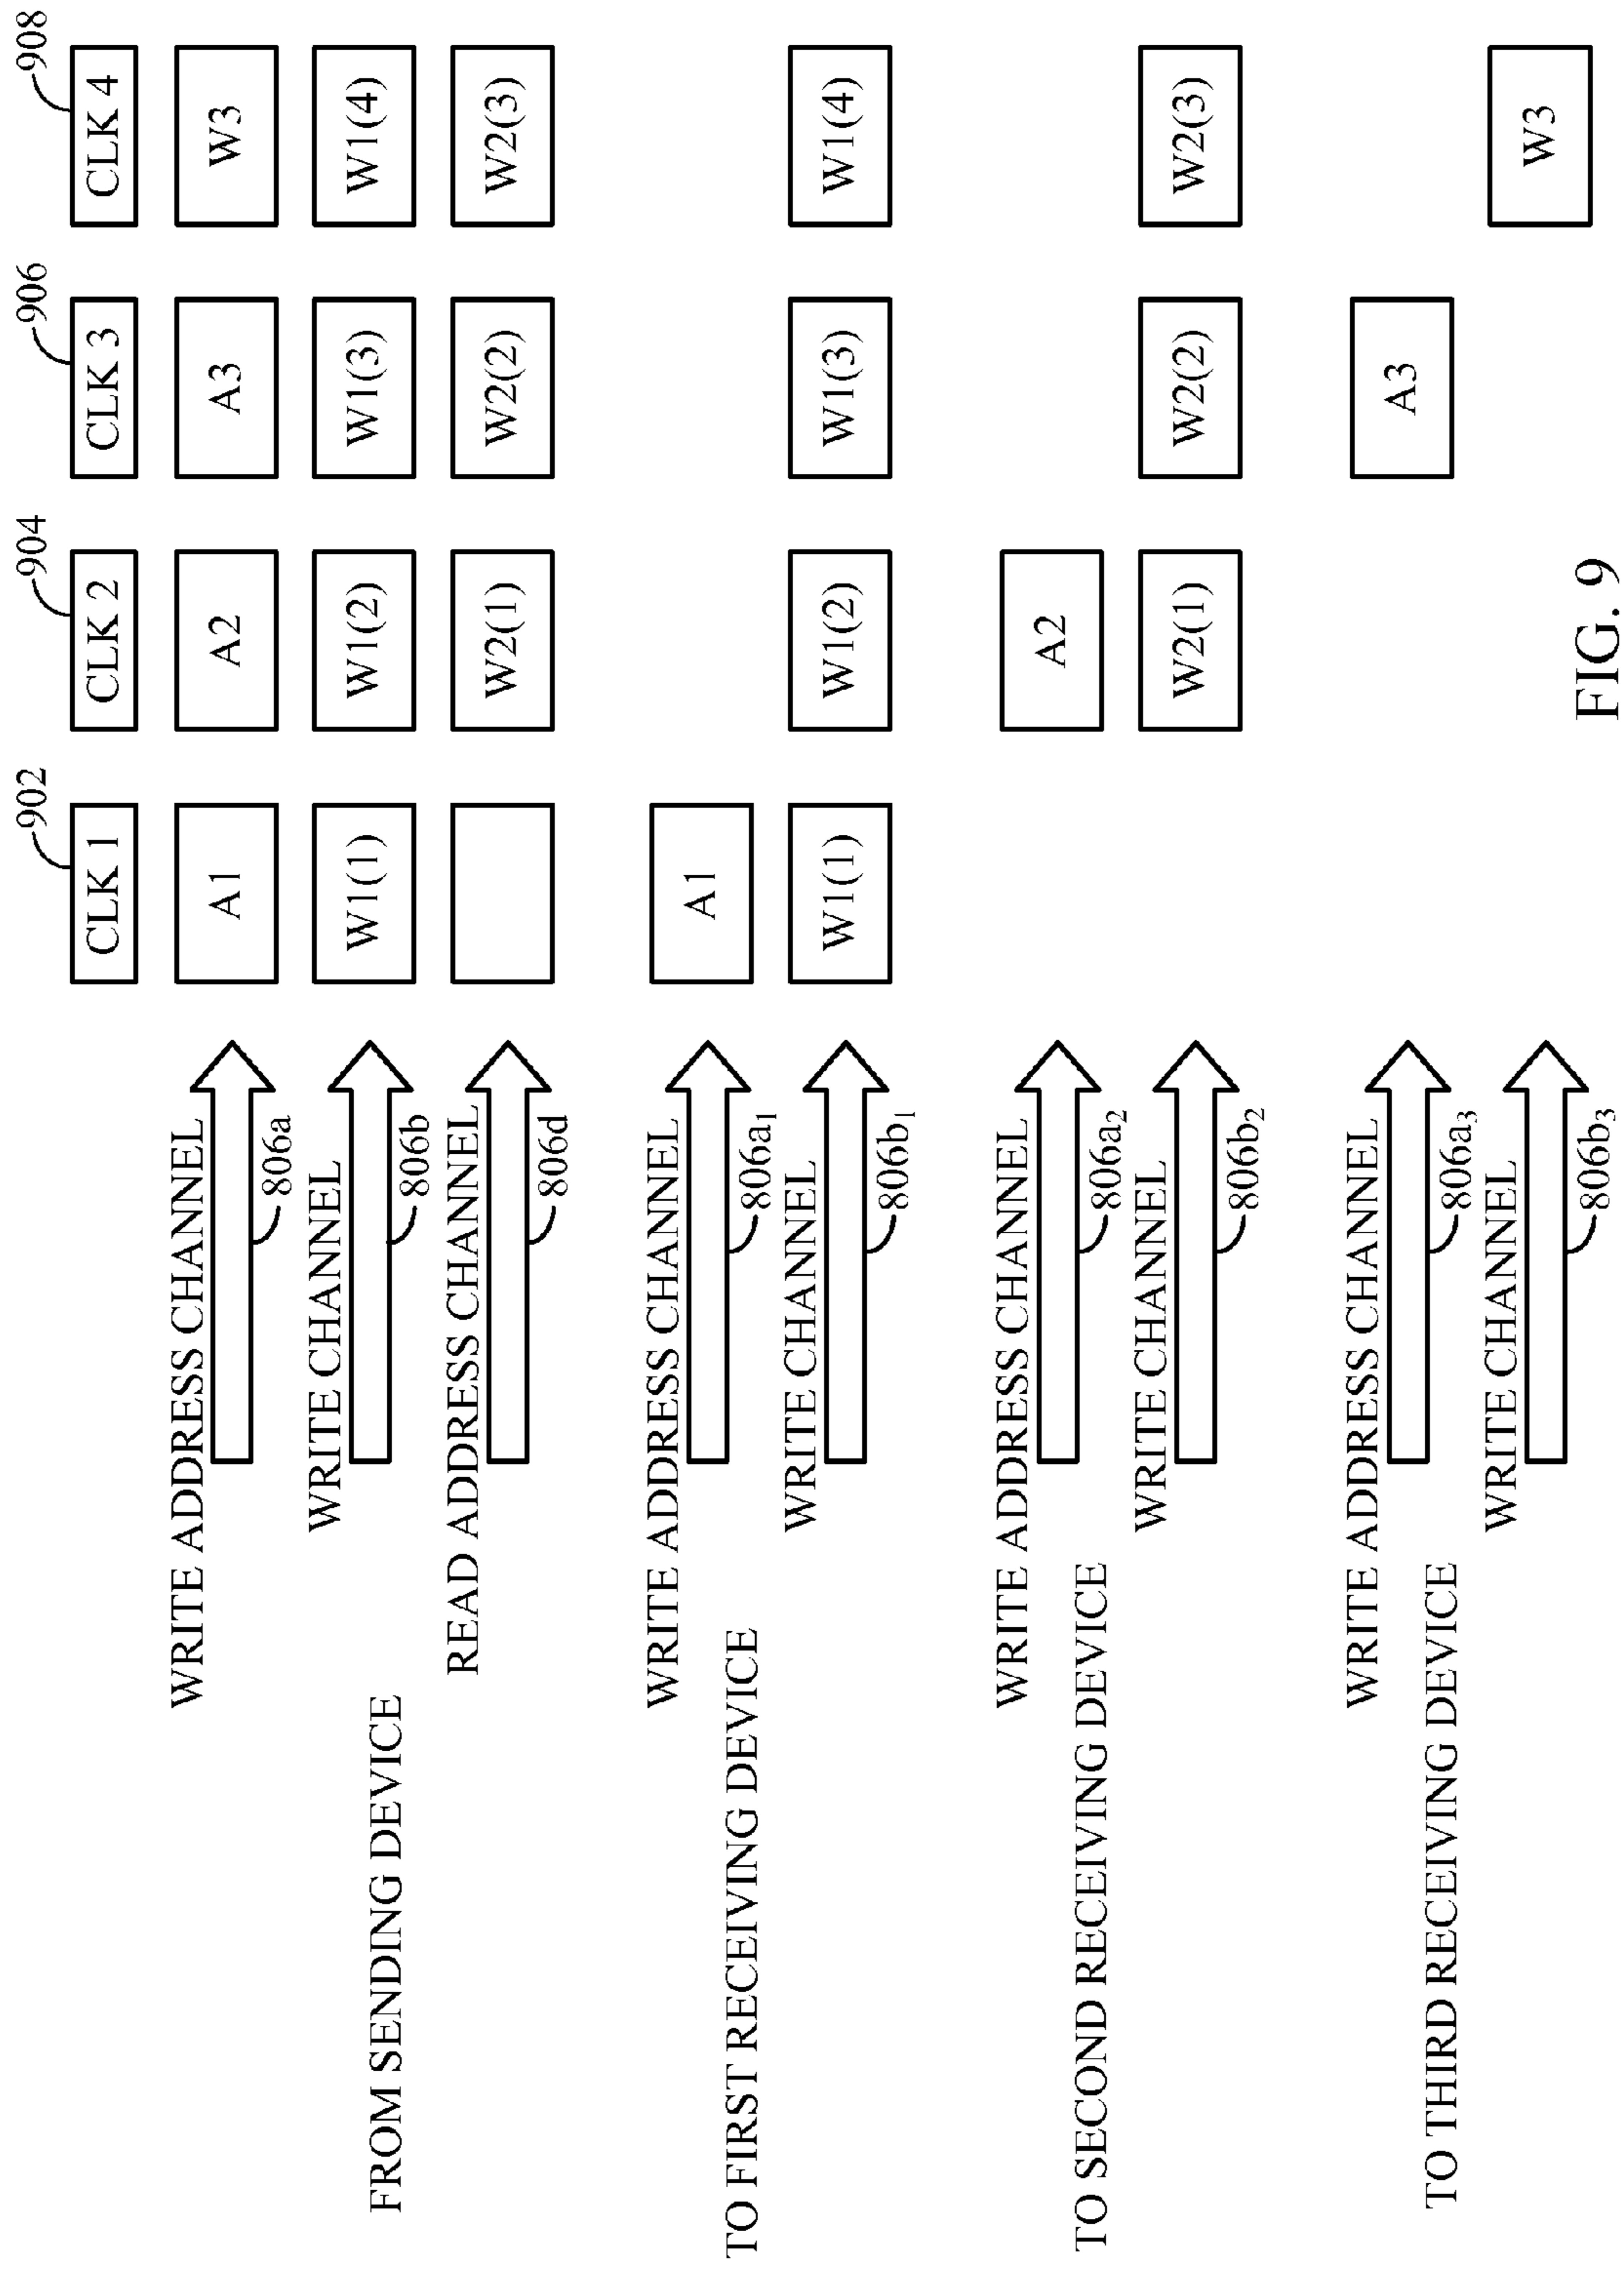 902 904 906 908
CLK 1 CLK 2 CLK 3 CLK 4
WRITE ADDRESS CHANNEL
806a
A1 A2 A3 W3
FROM SENDING DEVICE
WRITE CHANNEL
806b
W1(1) W1(2) W1(3) W1(4)
READ ADDRESS CHANNEL
806d
W2(1) W2(2) W2(3)
WRITE ADDRESS CHANNEL
806a₁
A1
TO FIRST RECEIVING DEVICE
WRITE CHANNEL
806b₁
W1(1) W1(2) W1(3) W1(4)
WRITE ADDRESS CHANNEL
806a₂
A2
TO SECOND RECEIVING DEVICE
WRITE CHANNEL
806b₂
W2(1) W2(2) W2(3)
WRITE ADDRESS CHANNEL
806a₃
A3
TO THIRD RECEIVING DEVICE
WRITE CHANNEL
806b₃
W3
FIG. 9